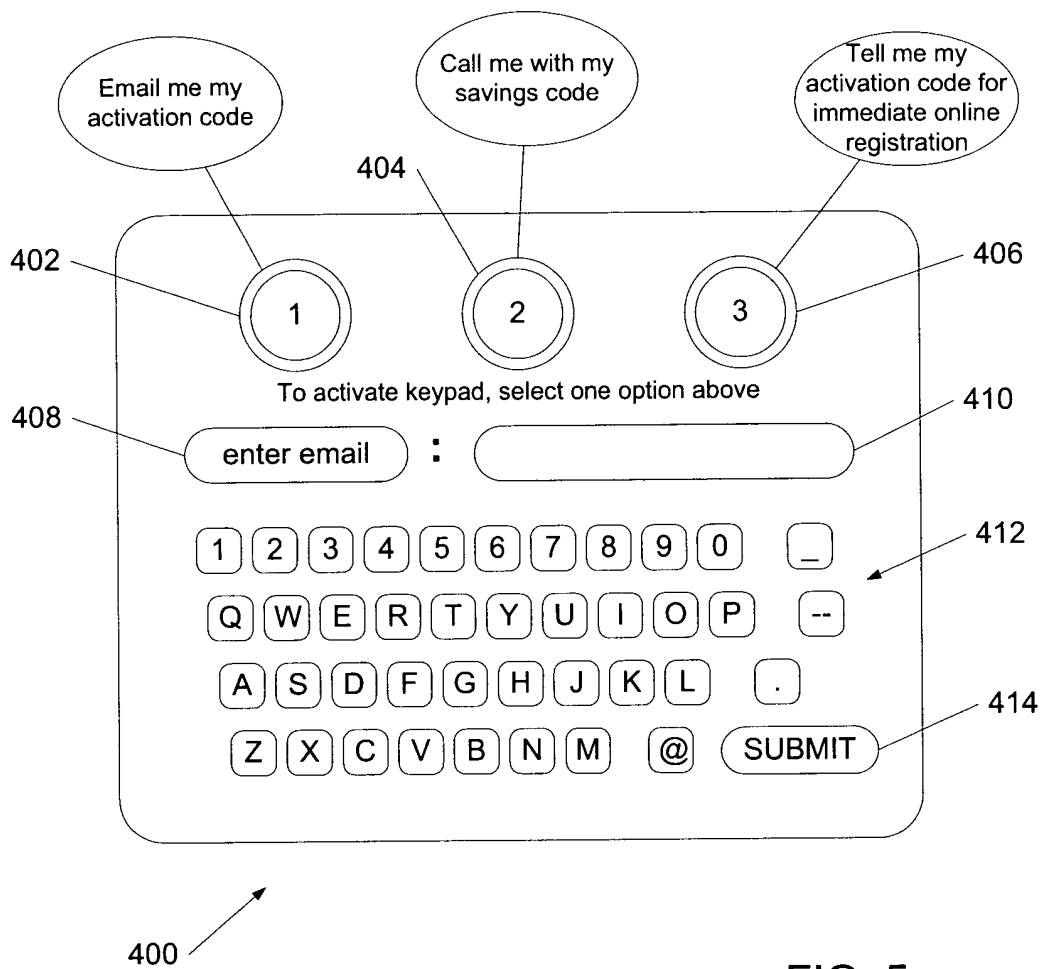 Email me my
activation code
Call me with my
savings code
Tell me my
activation code for
immediate online
registration
404
402
406
1
2
3
To activate keypad, select one option above
408
410
enter email :
1 2 3 4 5 6 7 8 9 0 _
412
Q W E R T Y U I O P --
A S D F G H J K L .
414
Z X C V B N M @ SUBMIT
400
FIG. 5